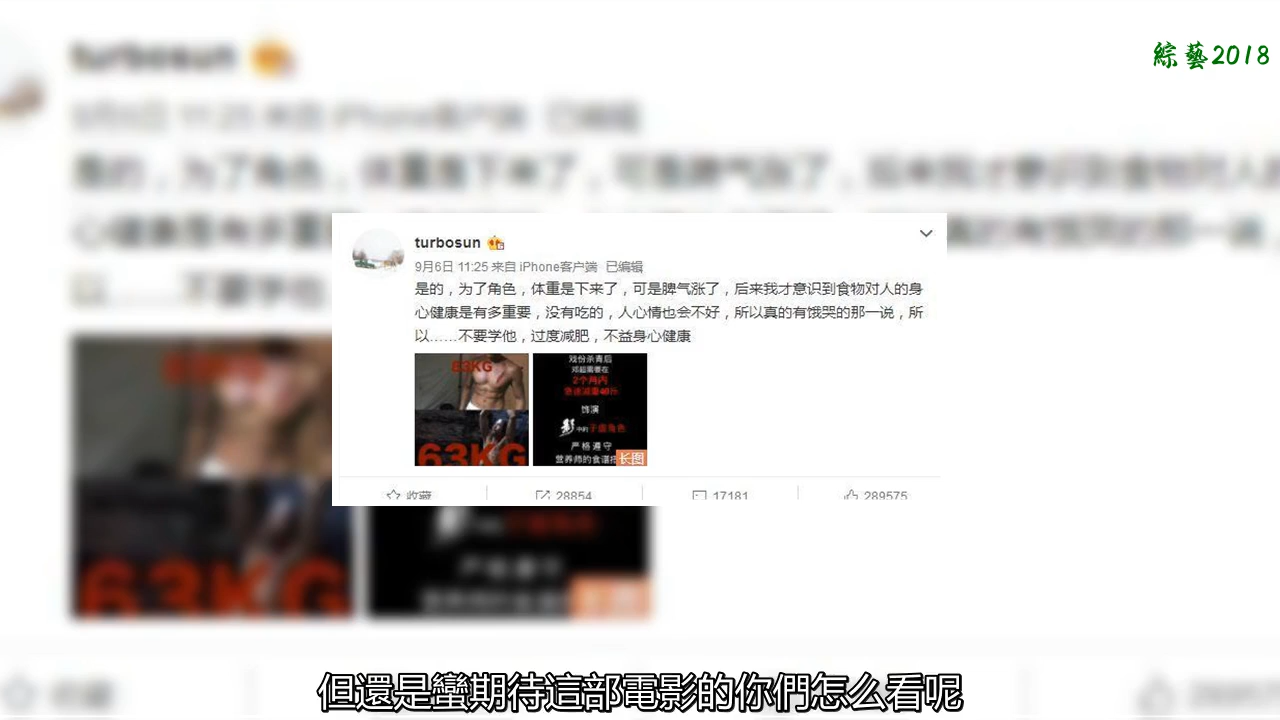 綜藝2018
turbosun
9月6日 11:25 来自 iPhone客户端 已编辑
是的，为了角色，体重是下来了，可是脾气涨了，后来我才意识到食物对人的身
心健康是有多重要，没有吃的，人心情也会不好，所以真的有饿哭的那一说，所
以……不要学他，过度减肥，不益身心健康
83KG
63KG
戏份杀青后
邓超需要在
2个月内
急速减重40斤
饰演
影中的子虚角色
严格遵守
营养师的食谱
长图
收藏
28854
17181
289575
但還是蠻期待這部電影的你們怎么看呢